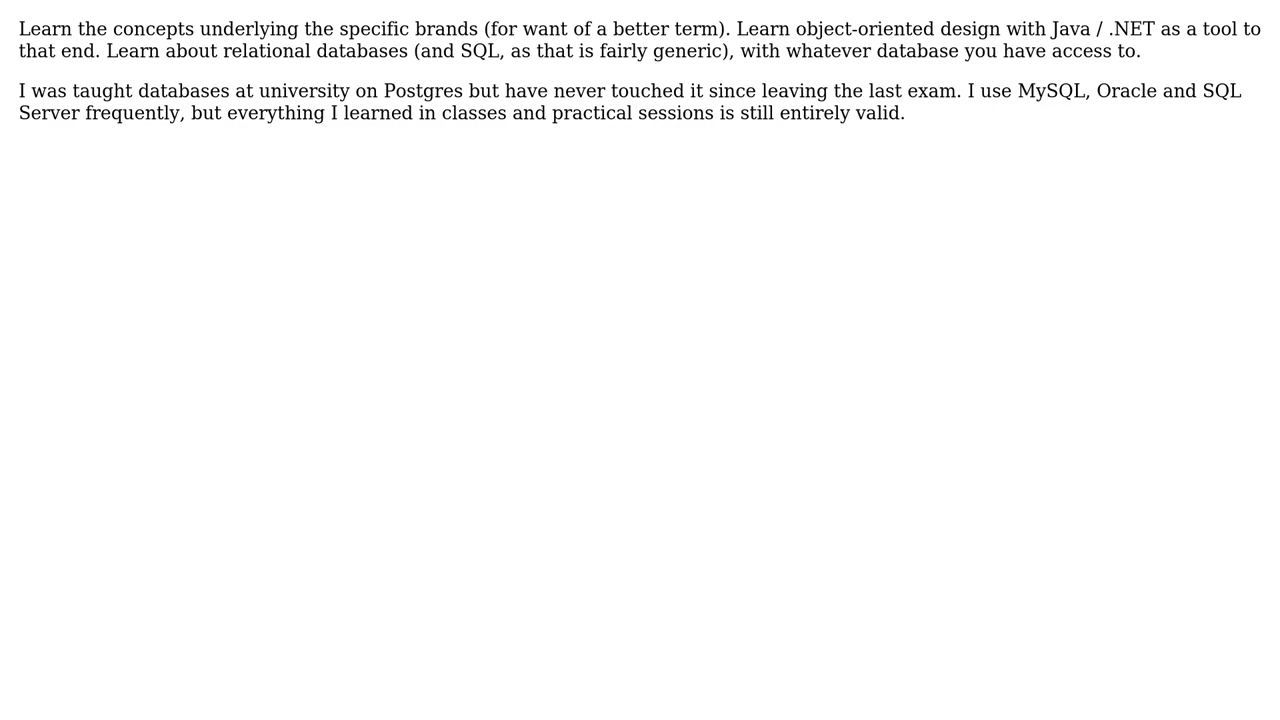 Learn the concepts underlying the specific brands (for want of a better term). Learn object-oriented design with Java / .NET as a tool to
that end. Learn about relational databases (and SQL, as that is fairly generic), with whatever database you have access to.
I was taught databases at university on Postgres but have never touched it since leaving the last exam. I use MySQL, Oracle and SQL
Server frequently, but everything I learned in classes and practical sessions is still entirely valid.